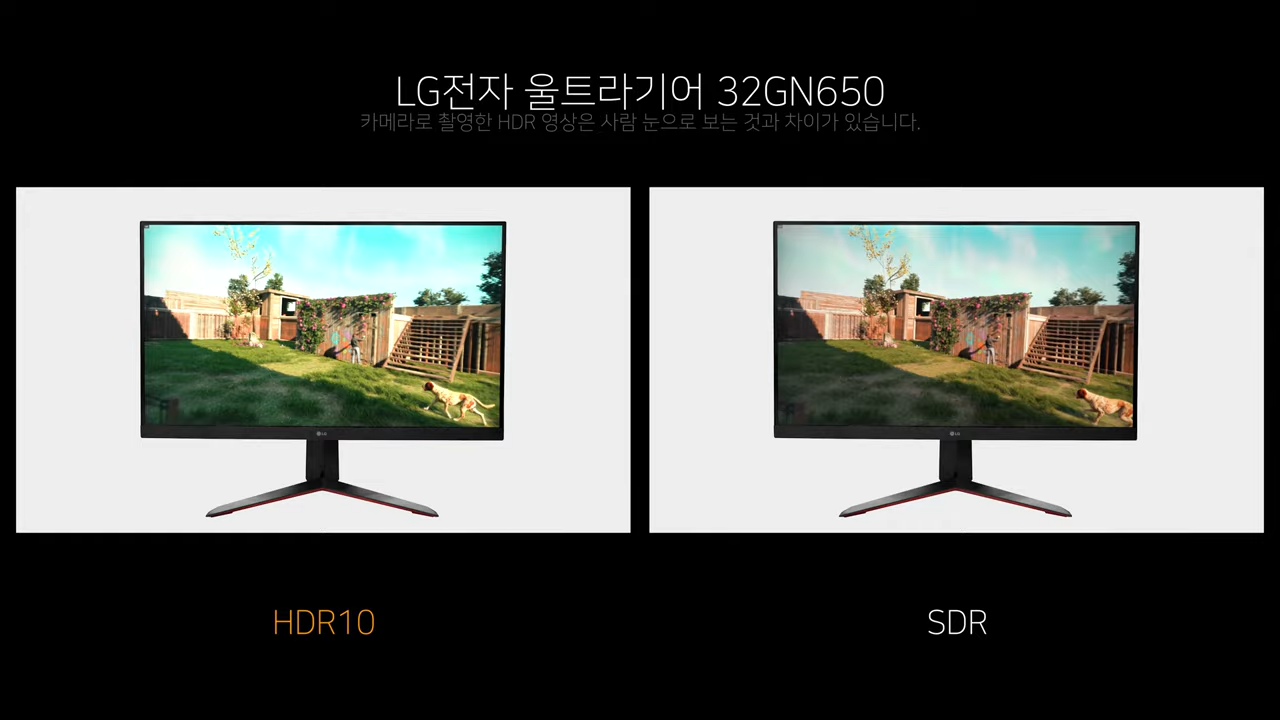 LG전자 울트라기어 32GN650
카메라로 촬영한 HDR 영상은 사람 눈으로 보는 것과 차이가 있습니다.
LG
LG
HDR10
SDR